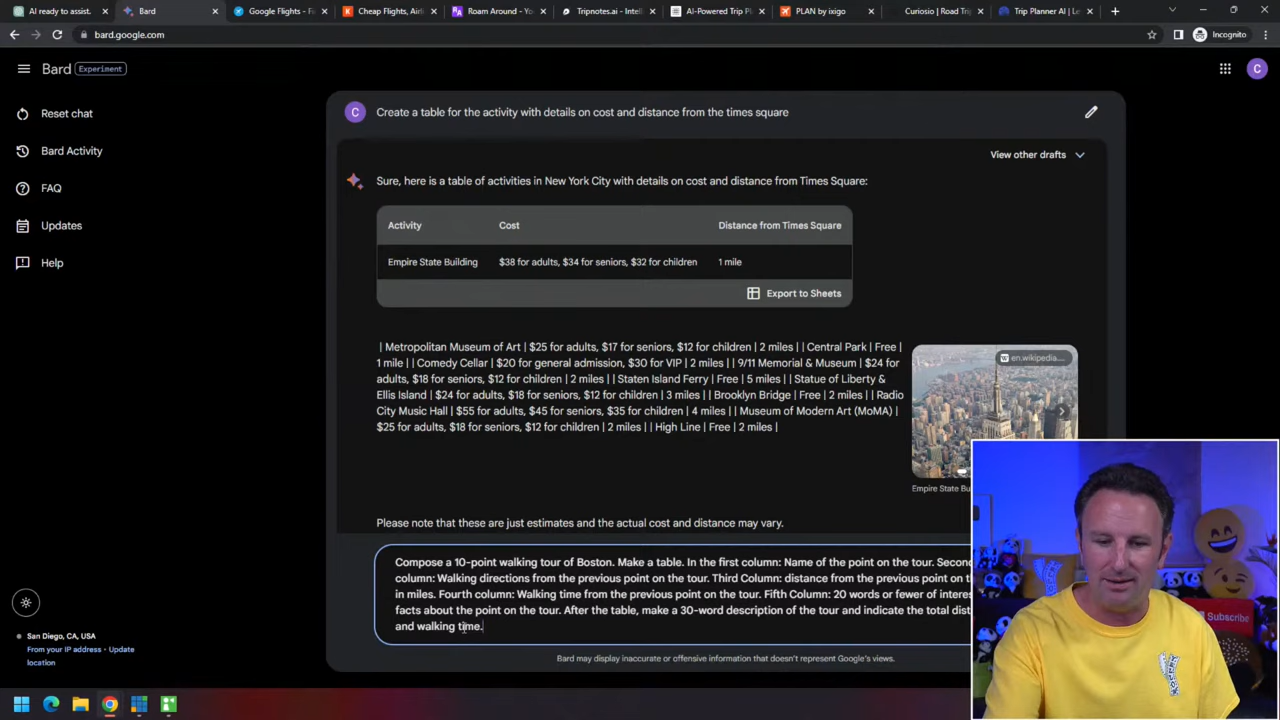 AI ready to assist.
Bard
Google Flights - F
Cheap Flights, Airli
Roam Around - Yo
Tripnotes.ai - Intell
AI-Powered Trip Pl
PLAN by ixigo
Curiosio | Road Tri
Trip Planner AI | Le
bard.google.com
Incognito
Bard Experiment
C
Reset chat
Bard Activity
FAQ
Updates
Help
C Create a table for the activity with details on cost and distance from the times square
View other drafts
Sure, here is a table of activities in New York City with details on cost and distance from Times Square:
Activity Cost Distance from Times Square
Empire State Building $38 for adults, $34 for seniors, $32 for children 1 mile
Export to Sheets
| Metropolitan Museum of Art | $25 for adults, $17 for seniors, $12 for children | 2 miles | | Central Park | Free |
1 mile | | Comedy Cellar | $20 for general admission, $30 for VIP | 2 miles | | 9/11 Memorial & Museum | $24 for
adults, $18 for seniors, $12 for children | 2 miles | | Staten Island Ferry | Free | 5 miles | | Statue of Liberty &
Ellis Island | $24 for adults, $18 for seniors, $12 for children | 3 miles | | Brooklyn Bridge | Free | 2 miles | | Radio
City Music Hall | $55 for adults, $45 for seniors, $35 for children | 4 miles | | Museum of Modern Art (MoMA) |
$25 for adults, $18 for seniors, $12 for children | 2 miles | | High Line | Free | 2 miles |
W en.wikipedia....
Empire State Bu
Please note that these are just estimates and the actual cost and distance may vary.
Compose a 10-point walking tour of Boston. Make a table. In the first column: Name of the point on the tour. Second
column: Walking directions from the previous point on the tour. Third Column: distance from the previous point on t
in miles. Fourth column: Walking time from the previous point on the tour. Fifth Column: 20 words or fewer of interes
facts about the point on the tour. After the table, make a 30-word description of the tour and indicate the total dist
and walking time.
Bard may display inaccurate or offensive information that doesn't represent Google's views.
San Diego, CA, USA
From your IP address • Update
location
Subscribe